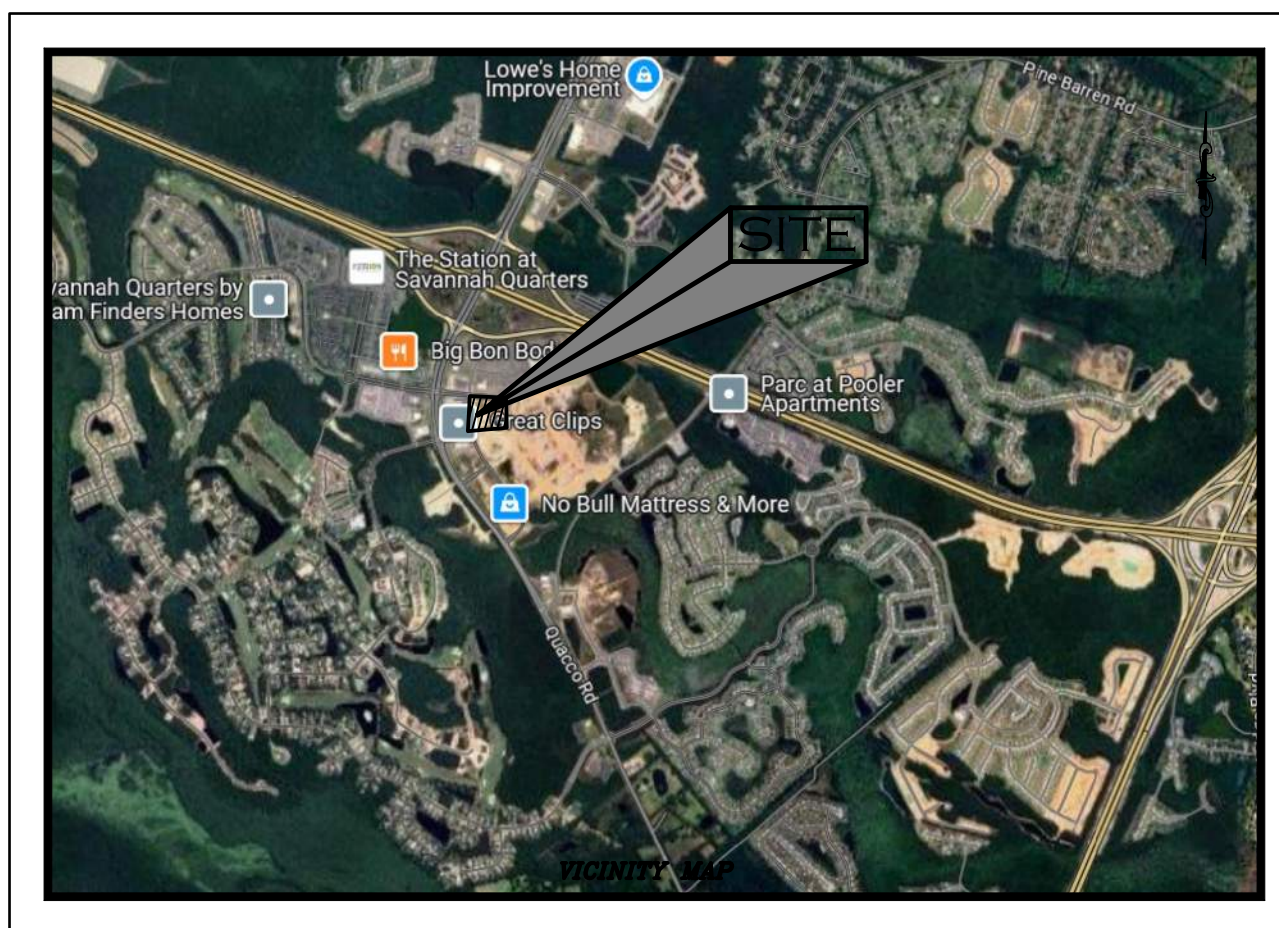 Lowe's Home
Improvement
Pine Barren Rd
SITE
The Station at
Savannah Quarters
vannah Quarters by
am Finders Homes
Big Bon Bod
Parc at Pooler
Apartments
Great Clips
No Bull Mattress & More
Quacco Rd
VICINITY MAP